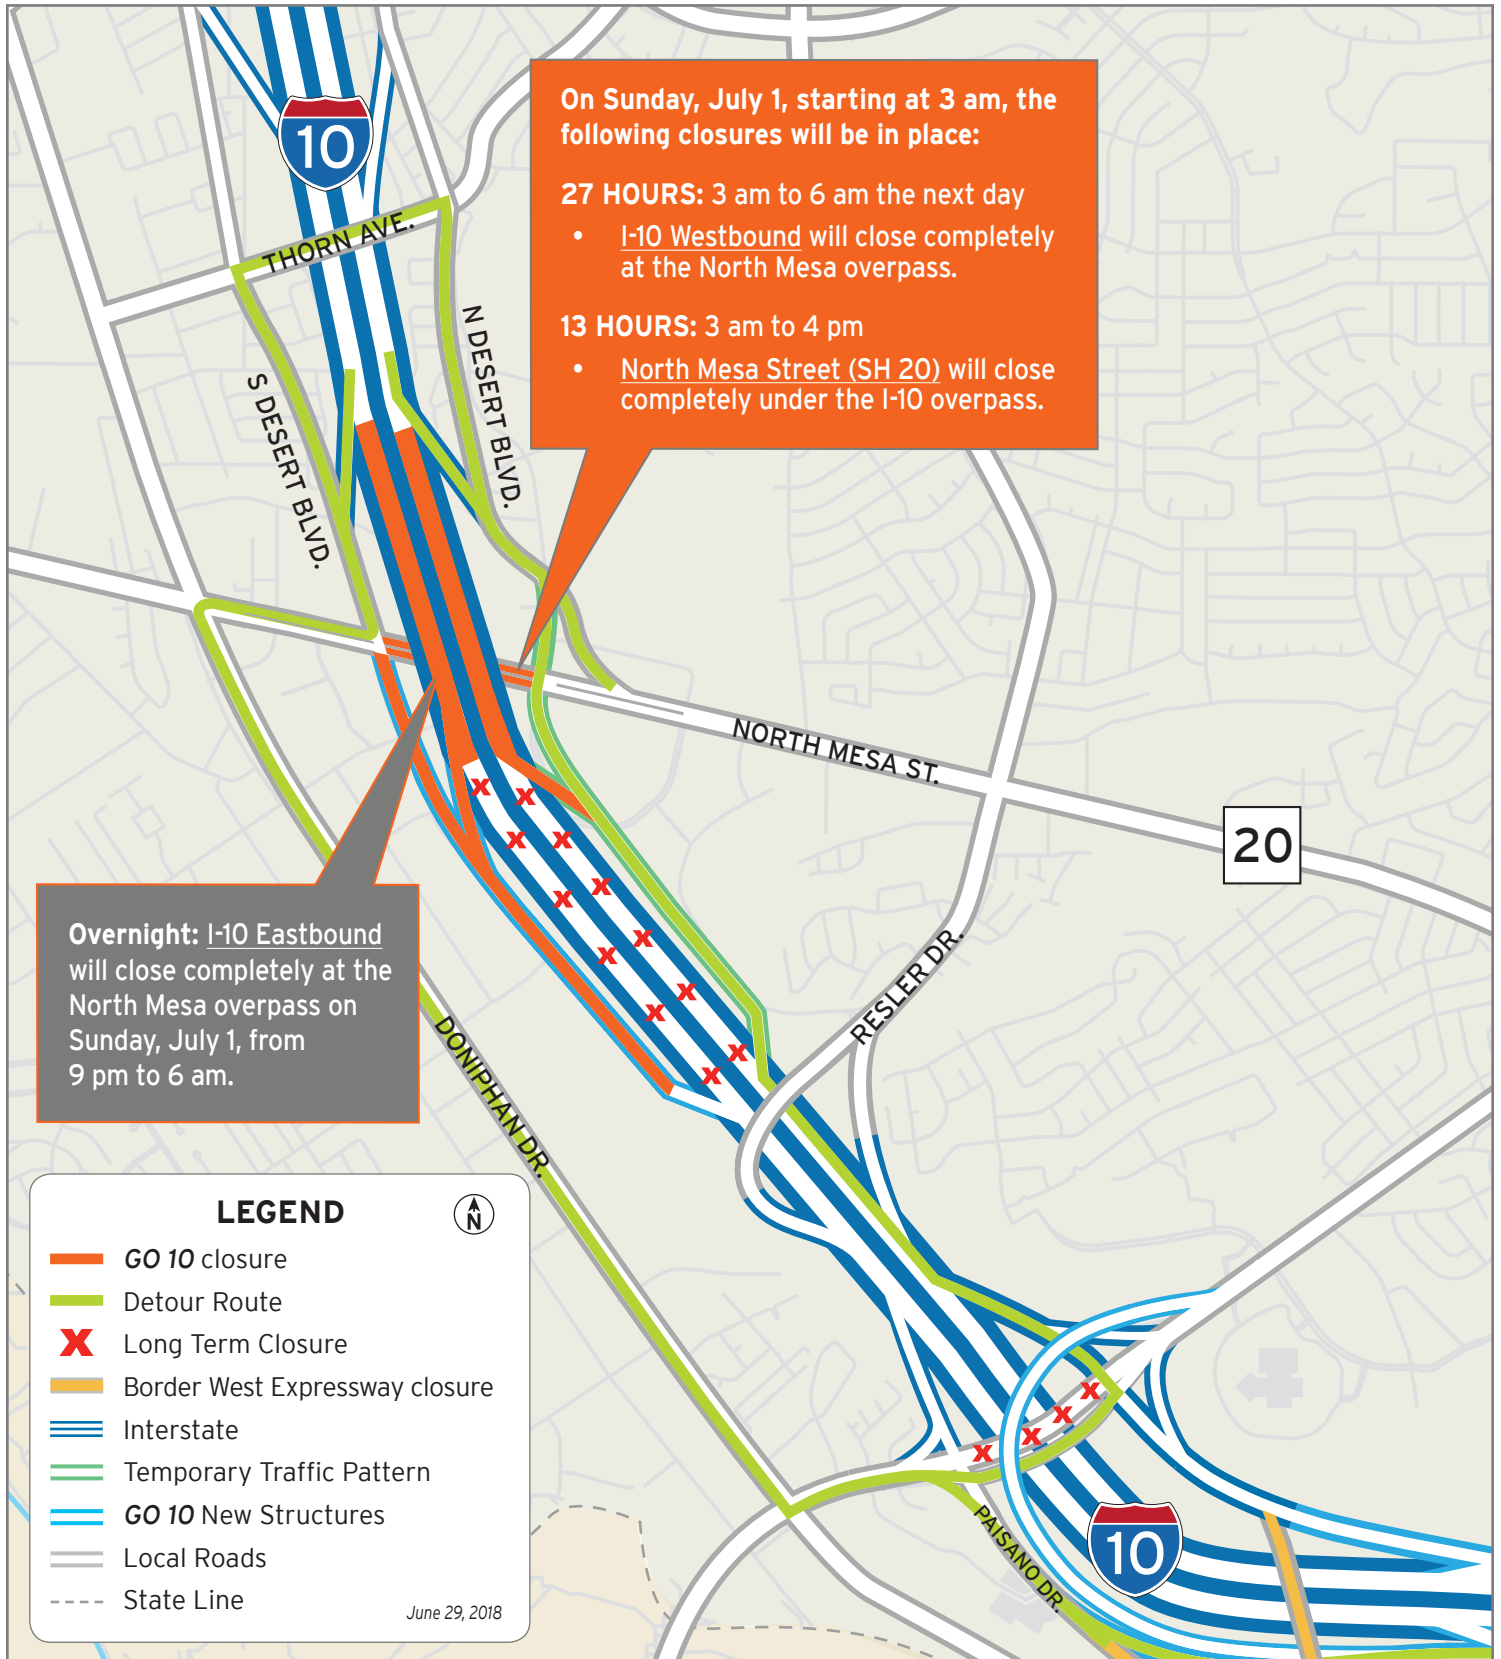 10
On Sunday, July 1, starting at 3 am, the
following closures will be in place:
27 HOURS: 3 am to 6 am the next day
• I-10 Westbound will close completely
at the North Mesa overpass.
13 HOURS: 3 am to 4 pm
• North Mesa Street (SH 20) will close
completely under the I-10 overpass.
THORN AVE.
N DESERT BLVD.
S DESERT BLVD.
NORTH MESA ST.
20
RESLER DR.
Overnight: I-10 Eastbound
will close completely at the
North Mesa overpass on
Sunday, July 1, from
9 pm to 6 am.
DONIPHAN DR.
PAISANO DR.
10
LEGEND
N
GO 10 closure
Detour Route
X Long Term Closure
Border West Expressway closure
Interstate
Temporary Traffic Pattern
GO 10 New Structures
Local Roads
State Line
June 29, 2018